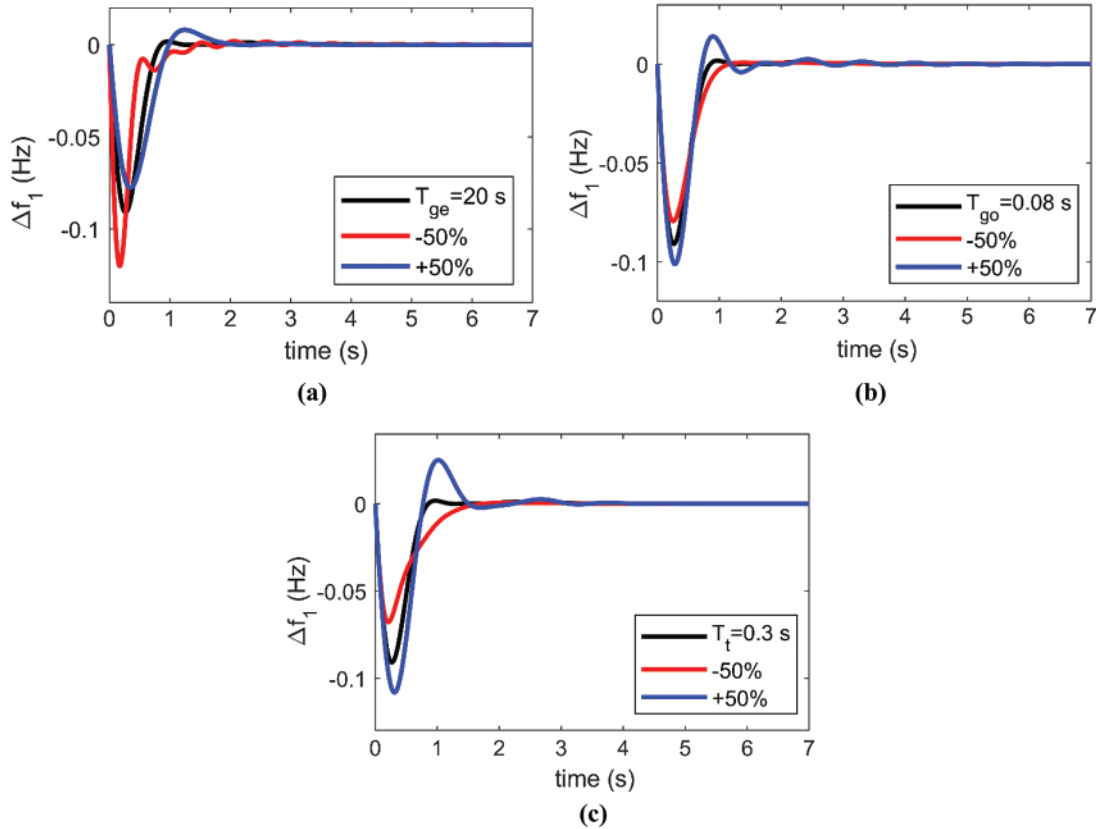 0
-0.05
-0.1
Δf₁ (Hz)
T_ge=20 s
-50%
+50%
0 1 2 3 4 5 6 7
time (s)
(a)
0
-0.05
-0.1
Δf₁ (Hz)
T_go=0.08 s
-50%
+50%
0 1 2 3 4 5 6 7
time (s)
(b)
0
-0.05
-0.1
Δf₁ (Hz)
T_t=0.3 s
-50%
+50%
0 1 2 3 4 5 6 7
time (s)
(c)